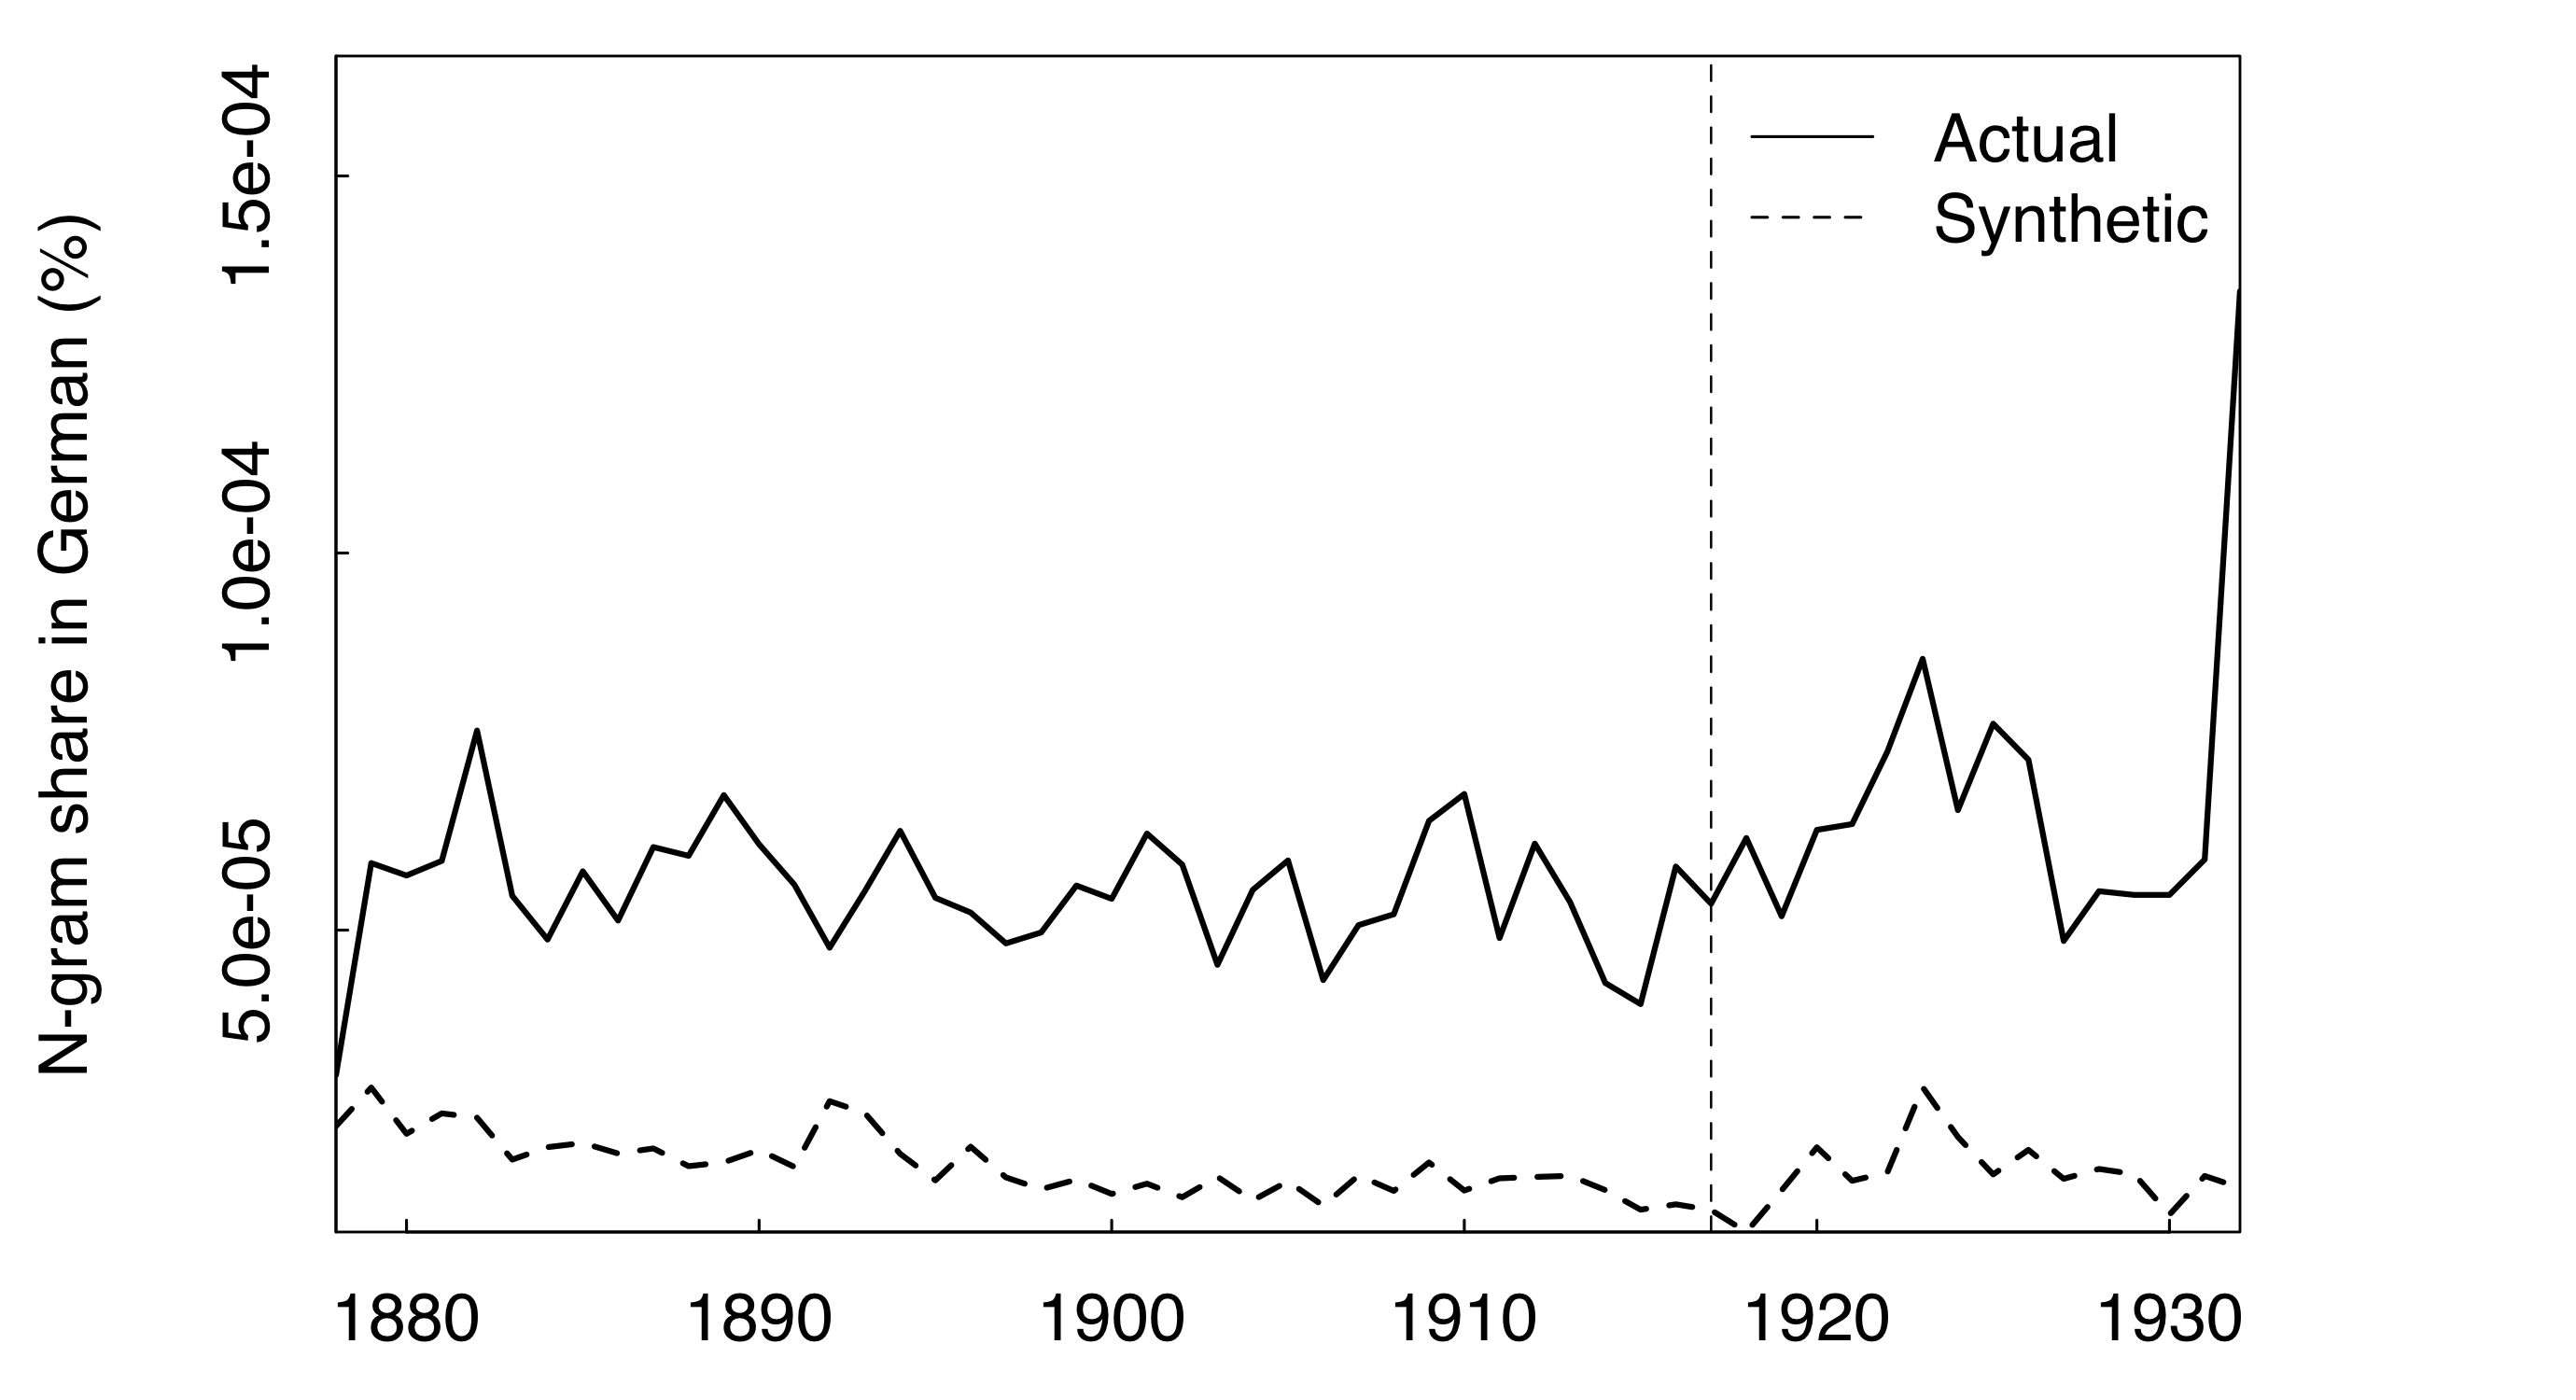 N-gram share in German (%)
1.5e-04
1.0e-04
5.0e-05
Actual
Synthetic
1880 1890 1900 1910 1920 1930